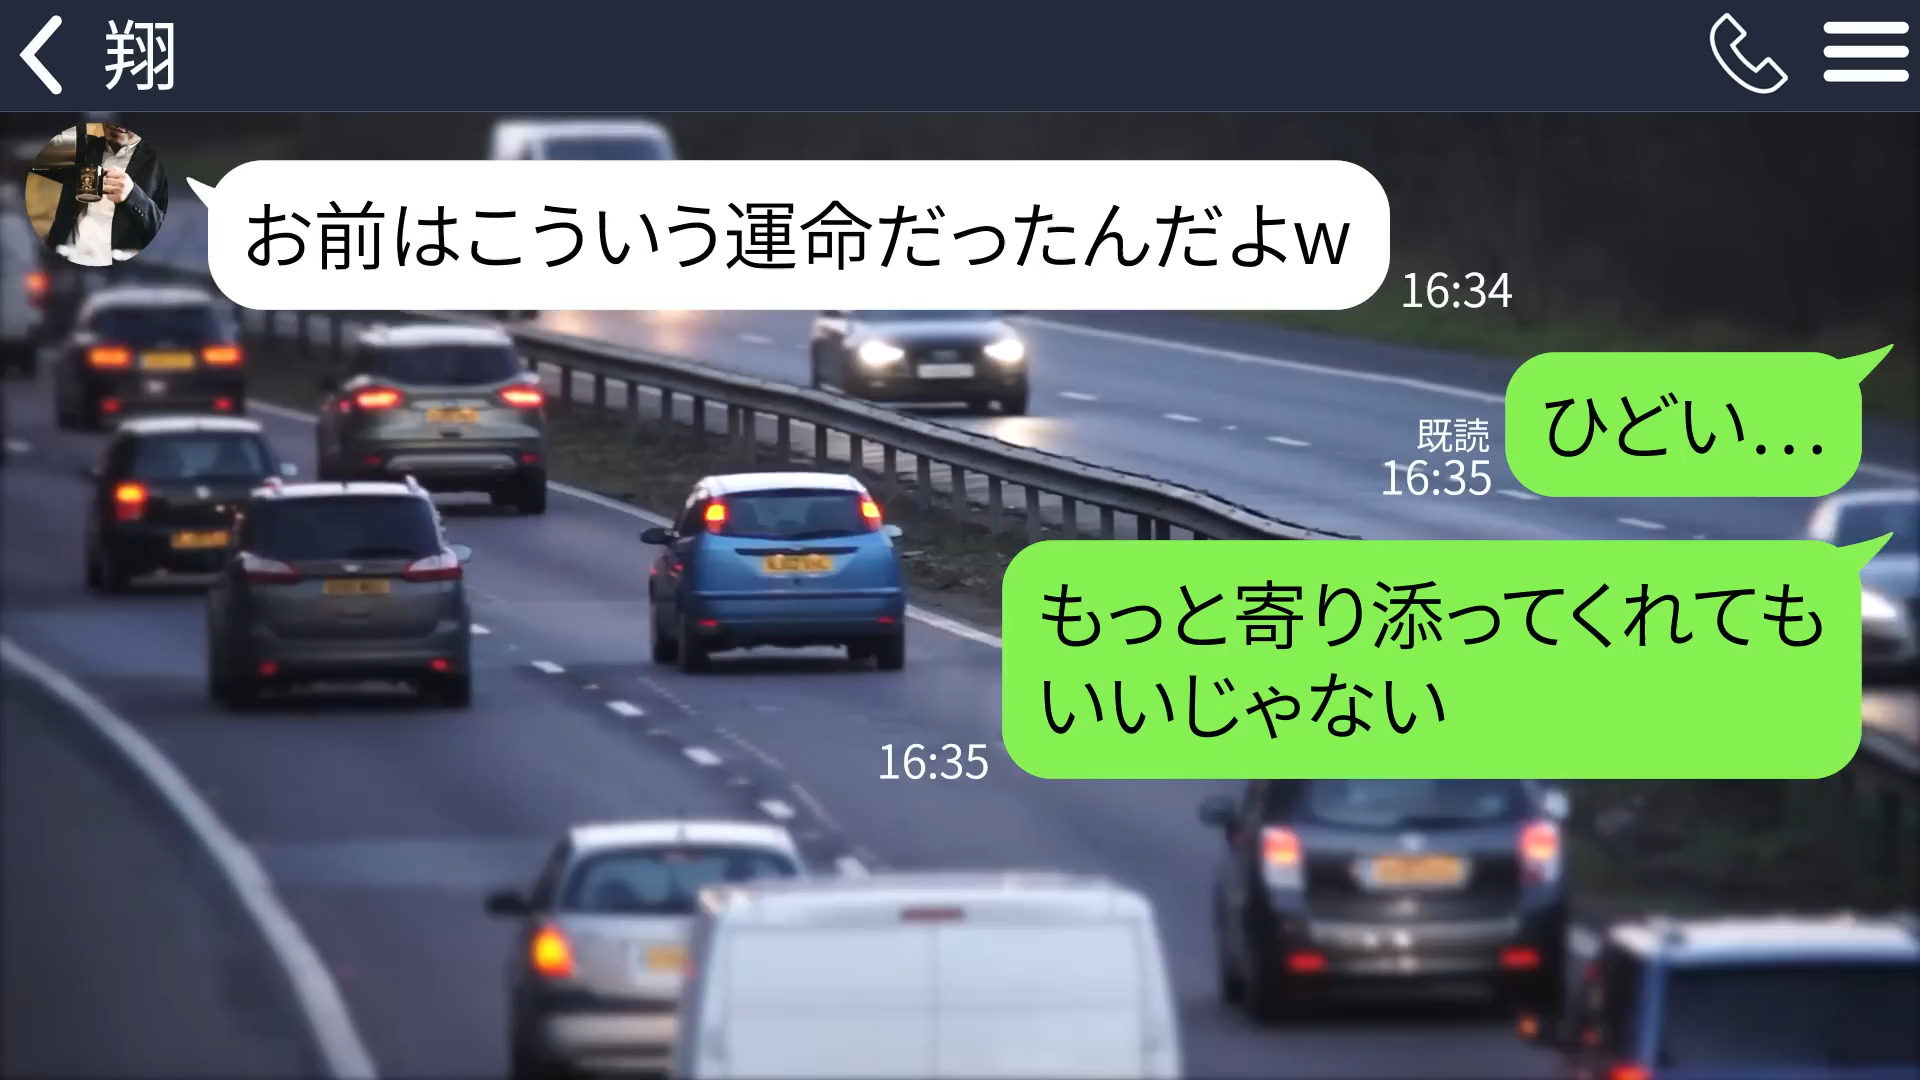 翔
お前はこういう運命だったんだよw
16:34
ひどい…
既読
16:35
もっと寄り添ってくれても
いいじゃない
16:35